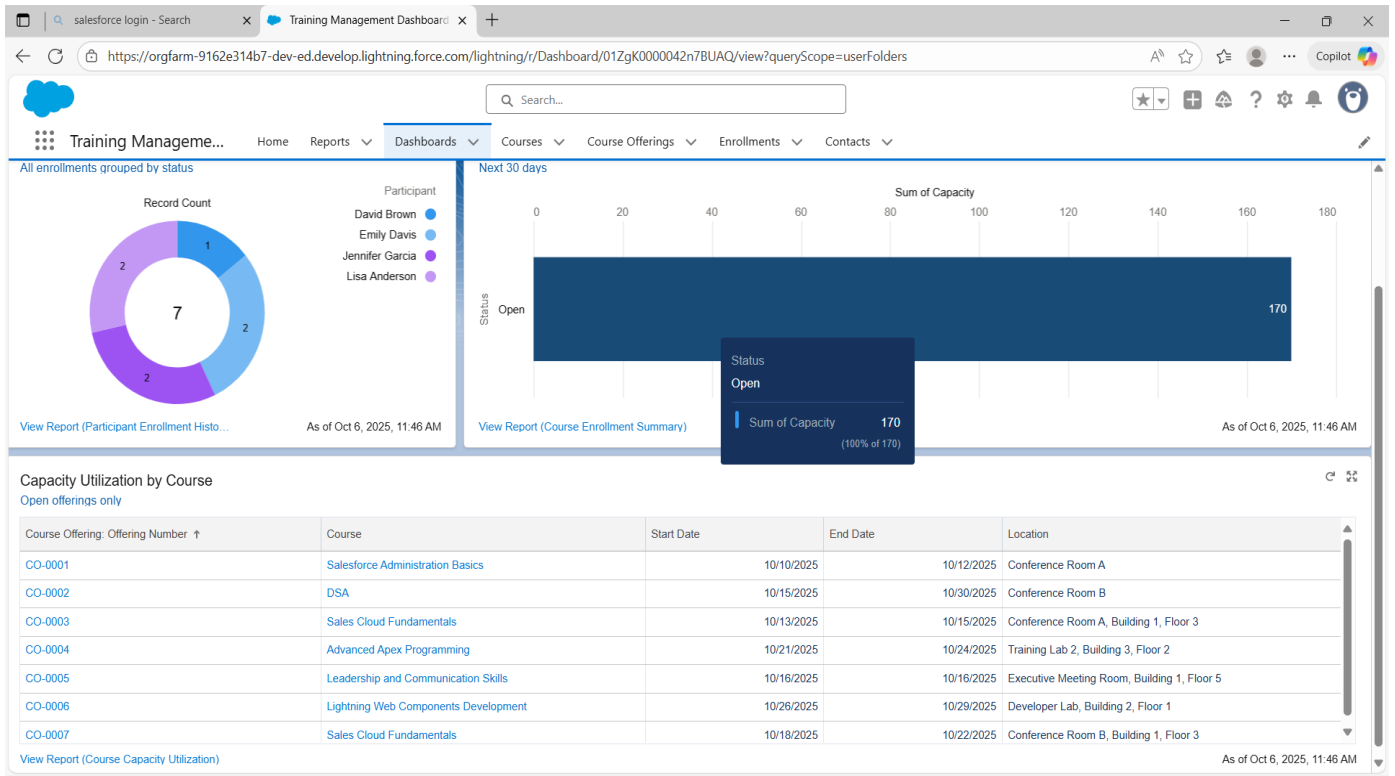 salesforce login - Search
Training Management Dashboard
https://orgfarm-9162e314b7-dev-ed.develop.lightning.force.com/lightning/r/Dashboard/01ZgK0000042n7BUAQ/view?queryScope=userFolders
Copilot
Search...
Training Manageme...
Home
Reports
Dashboards
Courses
Course Offerings
Enrollments
Contacts
All enrollments grouped by status
Record Count
Participant
David Brown
Emily Davis
Jennifer Garcia
Lisa Anderson
1
2
2
2
7
View Report (Participant Enrollment Histo...
As of Oct 6, 2025, 11:46 AM
Next 30 days
Sum of Capacity
0 20 40 60 80 100 120 140 160 180
Status
Open
170
Status
Open
Sum of Capacity 170
(100% of 170)
View Report (Course Enrollment Summary)
As of Oct 6, 2025, 11:46 AM
Capacity Utilization by Course
Open offerings only
Course Offering: Offering Number ↑ Course Start Date End Date Location
CO-0001 Salesforce Administration Basics 10/10/2025 10/12/2025 Conference Room A
CO-0002 DSA 10/15/2025 10/30/2025 Conference Room B
CO-0003 Sales Cloud Fundamentals 10/13/2025 10/15/2025 Conference Room A, Building 1, Floor 3
CO-0004 Advanced Apex Programming 10/21/2025 10/24/2025 Training Lab 2, Building 3, Floor 2
CO-0005 Leadership and Communication Skills 10/16/2025 10/16/2025 Executive Meeting Room, Building 1, Floor 5
CO-0006 Lightning Web Components Development 10/26/2025 10/29/2025 Developer Lab, Building 2, Floor 1
CO-0007 Sales Cloud Fundamentals 10/18/2025 10/22/2025 Conference Room B, Building 1, Floor 3
View Report (Course Capacity Utilization)
As of Oct 6, 2025, 11:46 AM